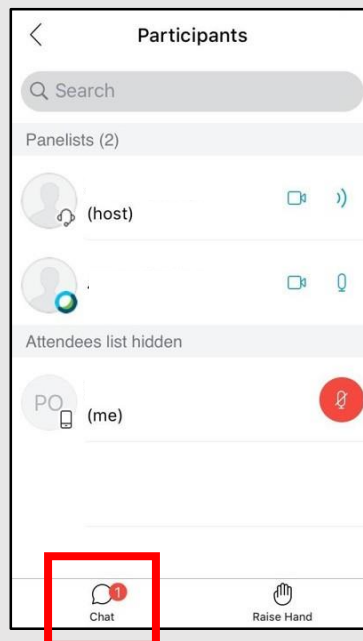 Participants
Search
Panelists (2)
(host)
.
Attendees list hidden
PO
(me)
1
Chat
Raise Hand